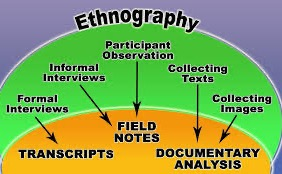 Ethnography
Participant
Observation
Informal
Interviews
Collecting
Texts
Formal
Interviews
Collecting
Images
FIELD
NOTES
TRANSCRIPTS
DOCUMENTARY
ANALYSIS